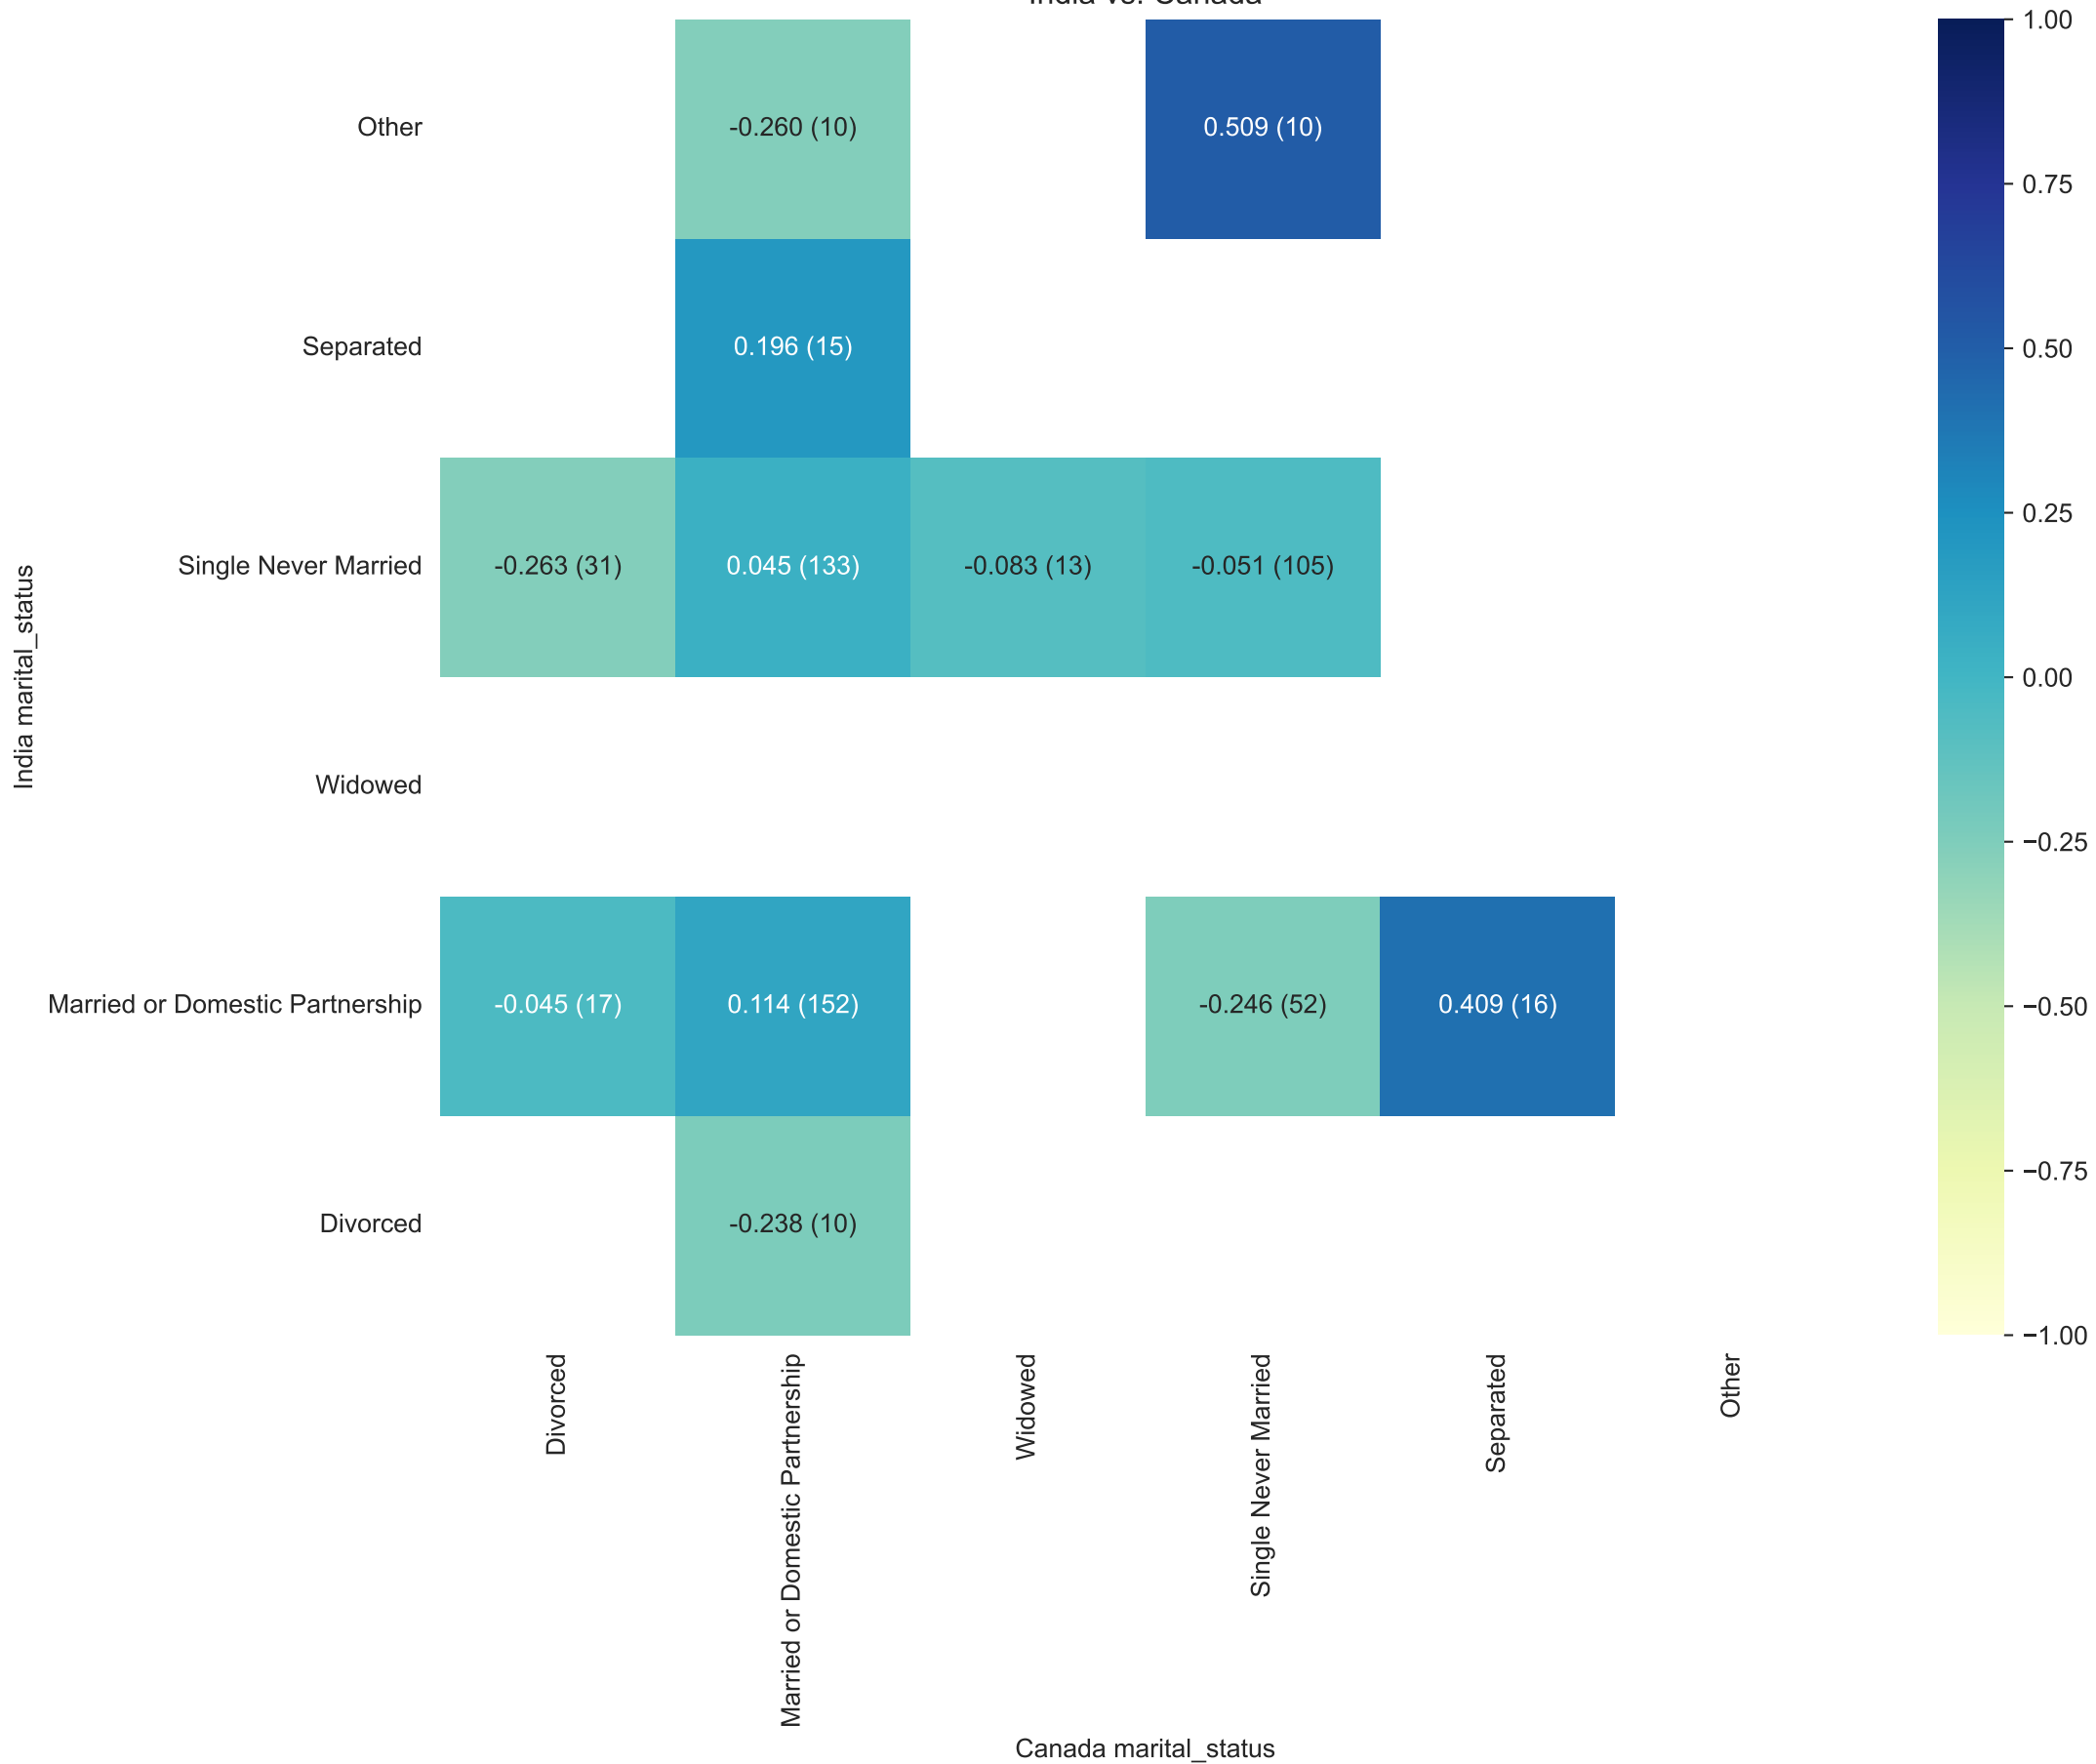 India vs. Canada
1.00
Other
-0.260 (10)
0.509 (10)
0.75
Separated
0.196 (15)
0.50
0.25
India marital_status
Single Never Married
-0.263 (31)
0.045 (133)
-0.083 (13)
-0.051 (105)
0.00
Widowed
−0.25
Married or Domestic Partnership
-0.045 (17)
0.114 (152)
-0.246 (52)
0.409 (16)
−0.50
−0.75
Divorced
-0.238 (10)
−1.00
Divorced
Married or Domestic Partnership
Widowed
Single Never Married
Separated
Other
Canada marital_status